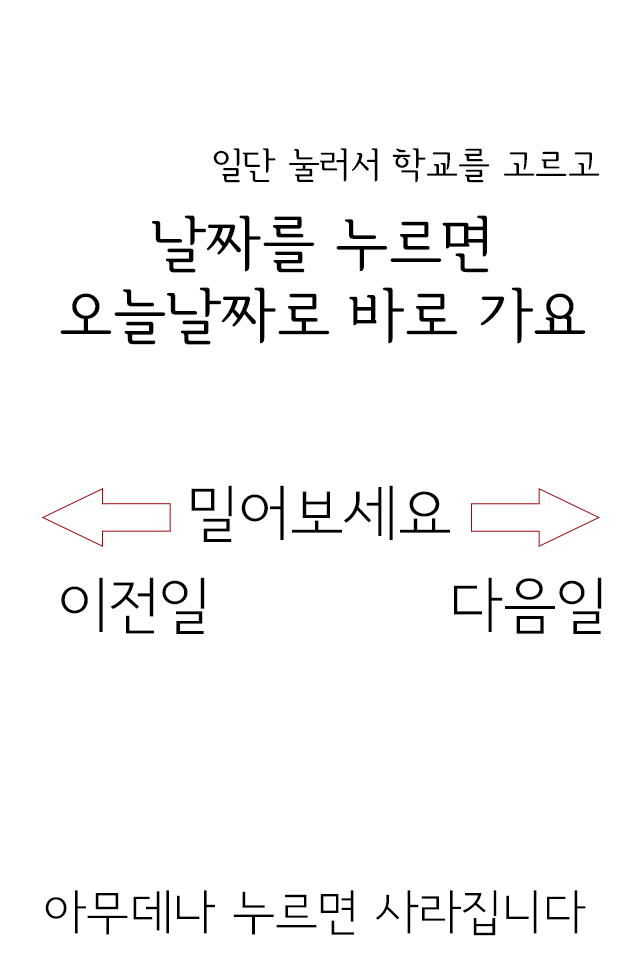 일단 눌러서 학교를 고르고
날짜를 누르면
오늘날짜로 바로 가요
밀어보세요
이전일 다음일
아무데나 누르면 사라집니다